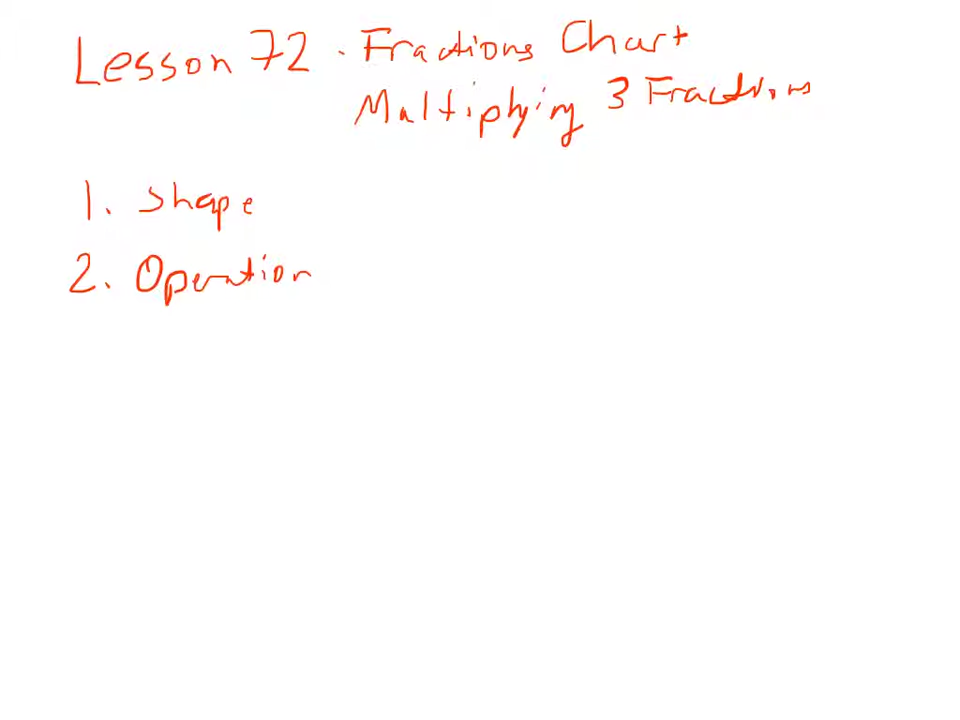 Lesson 72 . Fractions Chart
Multiplying 3 Fractions
1. Shape
2. Operation